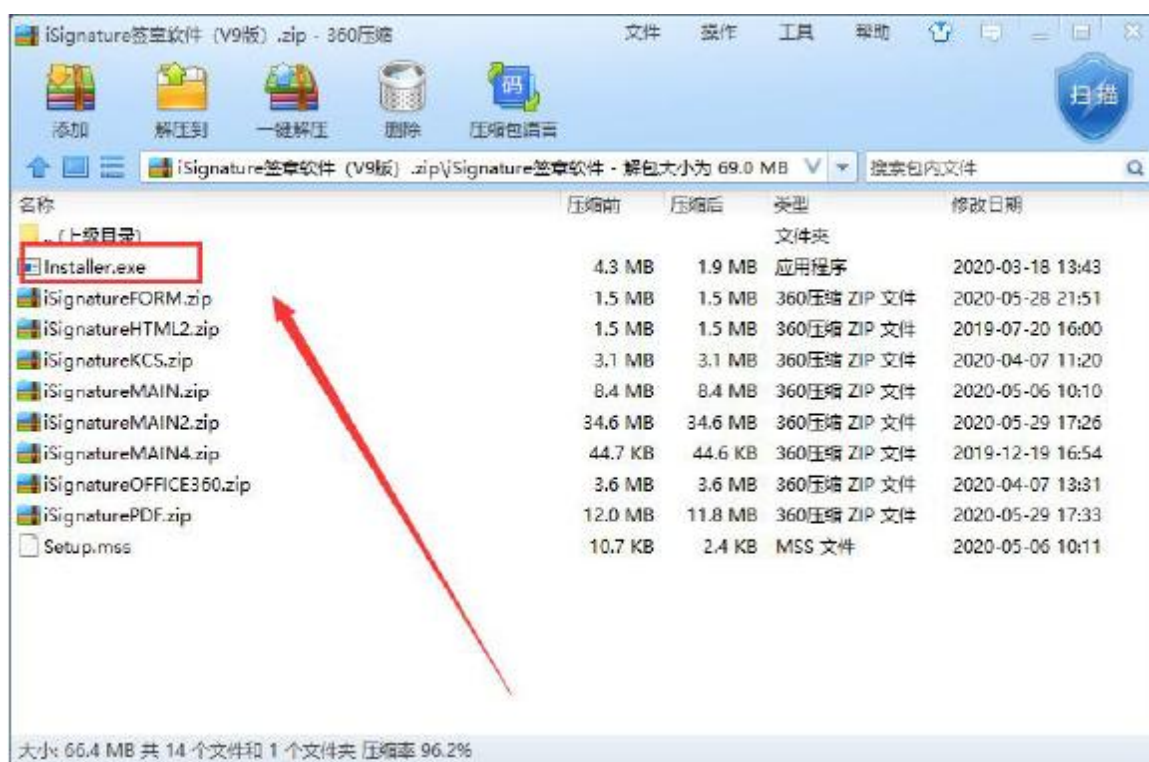 iSignature签章软件（V9版）.zip - 360压缩 文件 操作 工具 帮助
添加 解压到 一键解压 删除 码 压缩包语言 扫描
iSignature签章软件（V9版）.zip\iSignature签章软件 - 解包大小为 69.0 MB 搜索包内文件
名称 压缩前 压缩后 类型 修改日期
..(上级目录) 文件夹
Installer.exe 4.3 MB 1.9 MB 应用程序 2020-03-18 13:43
iSignatureFORM.zip 1.5 MB 1.5 MB 360压缩 ZIP 文件 2020-05-28 21:51
iSignatureHTML2.zip 1.5 MB 1.5 MB 360压缩 ZIP 文件 2019-07-20 16:00
iSignatureKCS.zip 3.1 MB 3.1 MB 360压缩 ZIP 文件 2020-04-07 11:20
iSignatureMAIN.zip 8.4 MB 8.4 MB 360压缩 ZIP 文件 2020-05-06 10:10
iSignatureMAIN2.zip 34.6 MB 34.6 MB 360压缩 ZIP 文件 2020-05-29 17:26
iSignatureMAIN4.zip 44.7 KB 44.6 KB 360压缩 ZIP 文件 2019-12-19 16:54
iSignatureOFFICE360.zip 3.6 MB 3.6 MB 360压缩 ZIP 文件 2020-04-07 13:31
iSignaturePDF.zip 12.0 MB 11.8 MB 360压缩 ZIP 文件 2020-05-29 17:33
Setup.mss 10.7 KB 2.4 KB MSS 文件 2020-05-06 10:11
大小: 66.4 MB 共 14 个文件和 1 个文件夹 压缩率 96.2%